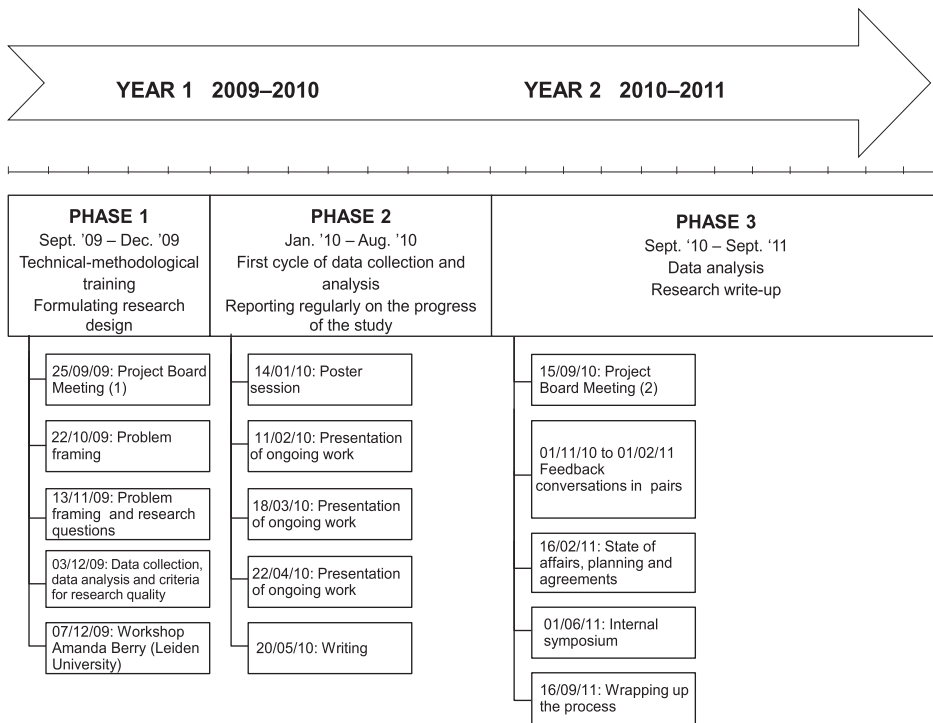 YEAR 1 2009–2010
YEAR 2 2010–2011
PHASE 1
Sept. ’09 – Dec. ’09
Technical-methodological
training
Formulating research
design
25/09/09: Project Board
Meeting (1)
22/10/09: Problem
framing
13/11/09: Problem
framing and research
questions
03/12/09: Data collection,
data analysis and criteria
for research quality
07/12/09: Workshop
Amanda Berry (Leiden
University)
PHASE 2
Jan. ’10 – Aug. ’10
First cycle of data collection and
analysis
Reporting regularly on the progress
of the study
14/01/10: Poster
session
11/02/10: Presentation
of ongoing work
18/03/10: Presentation
of ongoing work
22/04/10: Presentation
of ongoing work
20/05/10: Writing
PHASE 3
Sept. ‘10 – Sept. ‘11
Data analysis
Research write-up
15/09/10: Project
Board Meeting (2)
01/11/10 to 01/02/11
Feedback
conversations in pairs
16/02/11: State of
affairs, planning and
agreements
01/06/11: Internal
symposium
16/09/11: Wrapping up
the process